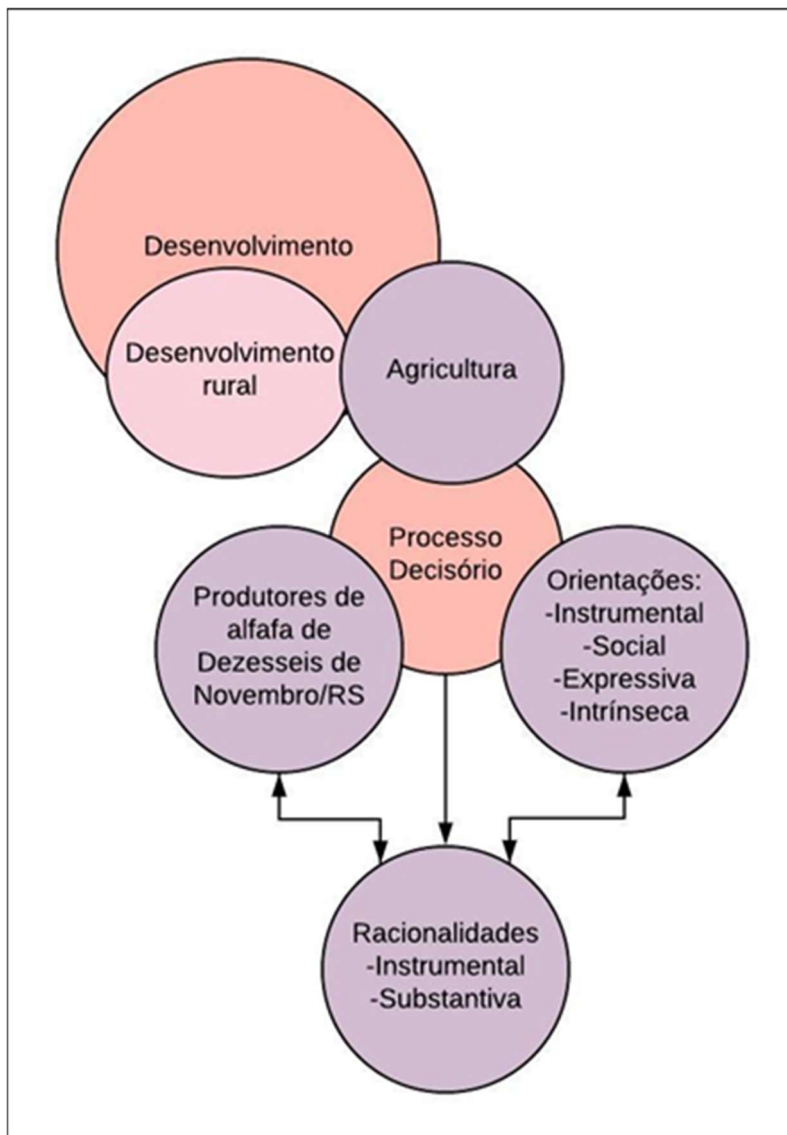 Desenvolvimento
Desenvolvimento
rural
Agricultura
Processo
Decisório
Produtores de
alfafa de
Dezesseis de
Novembro/RS
Orientações:
-Instrumental
-Social
-Expressiva
-Intrínseca
Racionalidades
-Instrumental
-Substantiva